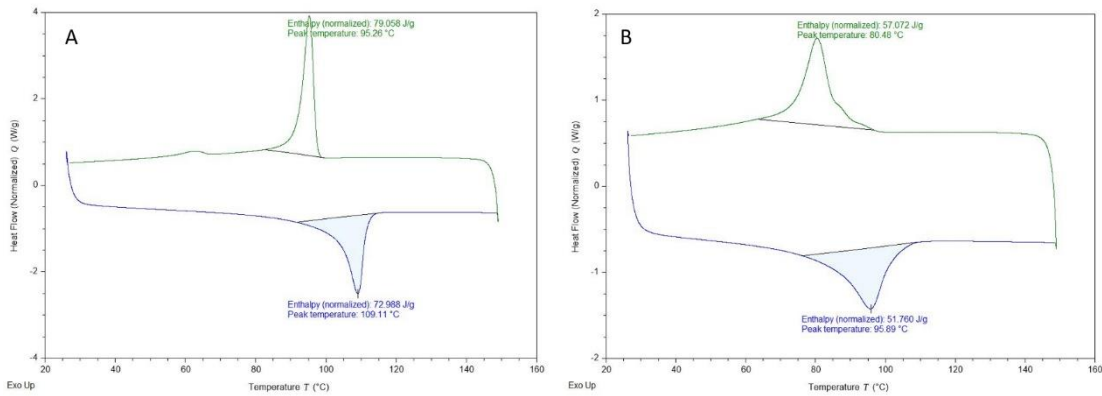 A
Enthalpy (normalized): 79.058 J/g
Peak temperature: 95.26 °C
Enthalpy (normalized): 72.988 J/g
Peak temperature: 109.11 °C
4
2
0
-2
-4
Heat Flow (Normalized) Q (W/g)
20 40 60 80 100 120 140 160
Exo Up
Temperature T (°C)
B
Enthalpy (normalized): 57.072 J/g
Peak temperature: 80.48 °C
Enthalpy (normalized): 51.760 J/g
Peak temperature: 95.89 °C
2
1
0
-1
-2
Heat Flow (Normalized) Q (W/g)
20 40 60 80 100 120 140 160
Exo Up
Temperature T (°C)